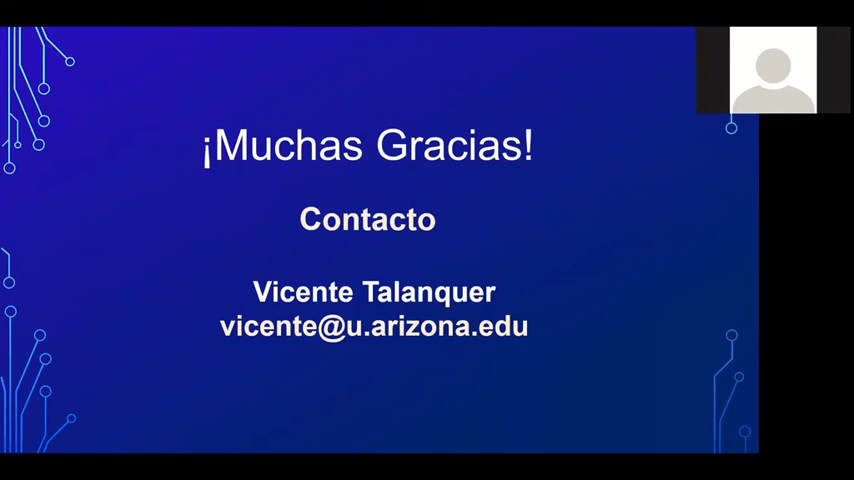 ¡Muchas Gracias!
Contacto
Vicente Talanquer
vicente@u.arizona.edu